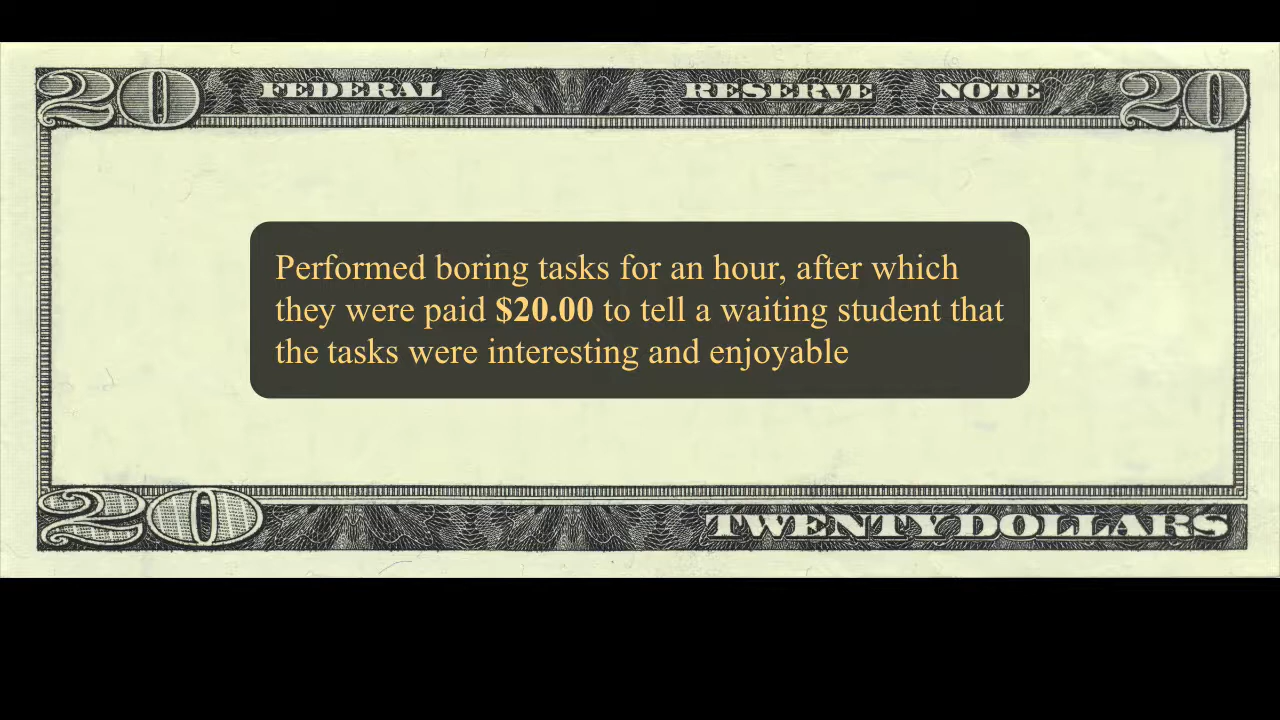 20 FEDERAL RESERVE NOTE 20
Performed boring tasks for an hour, after which
they were paid $20.00 to tell a waiting student that
the tasks were interesting and enjoyable
20 TWENTY DOLLARS